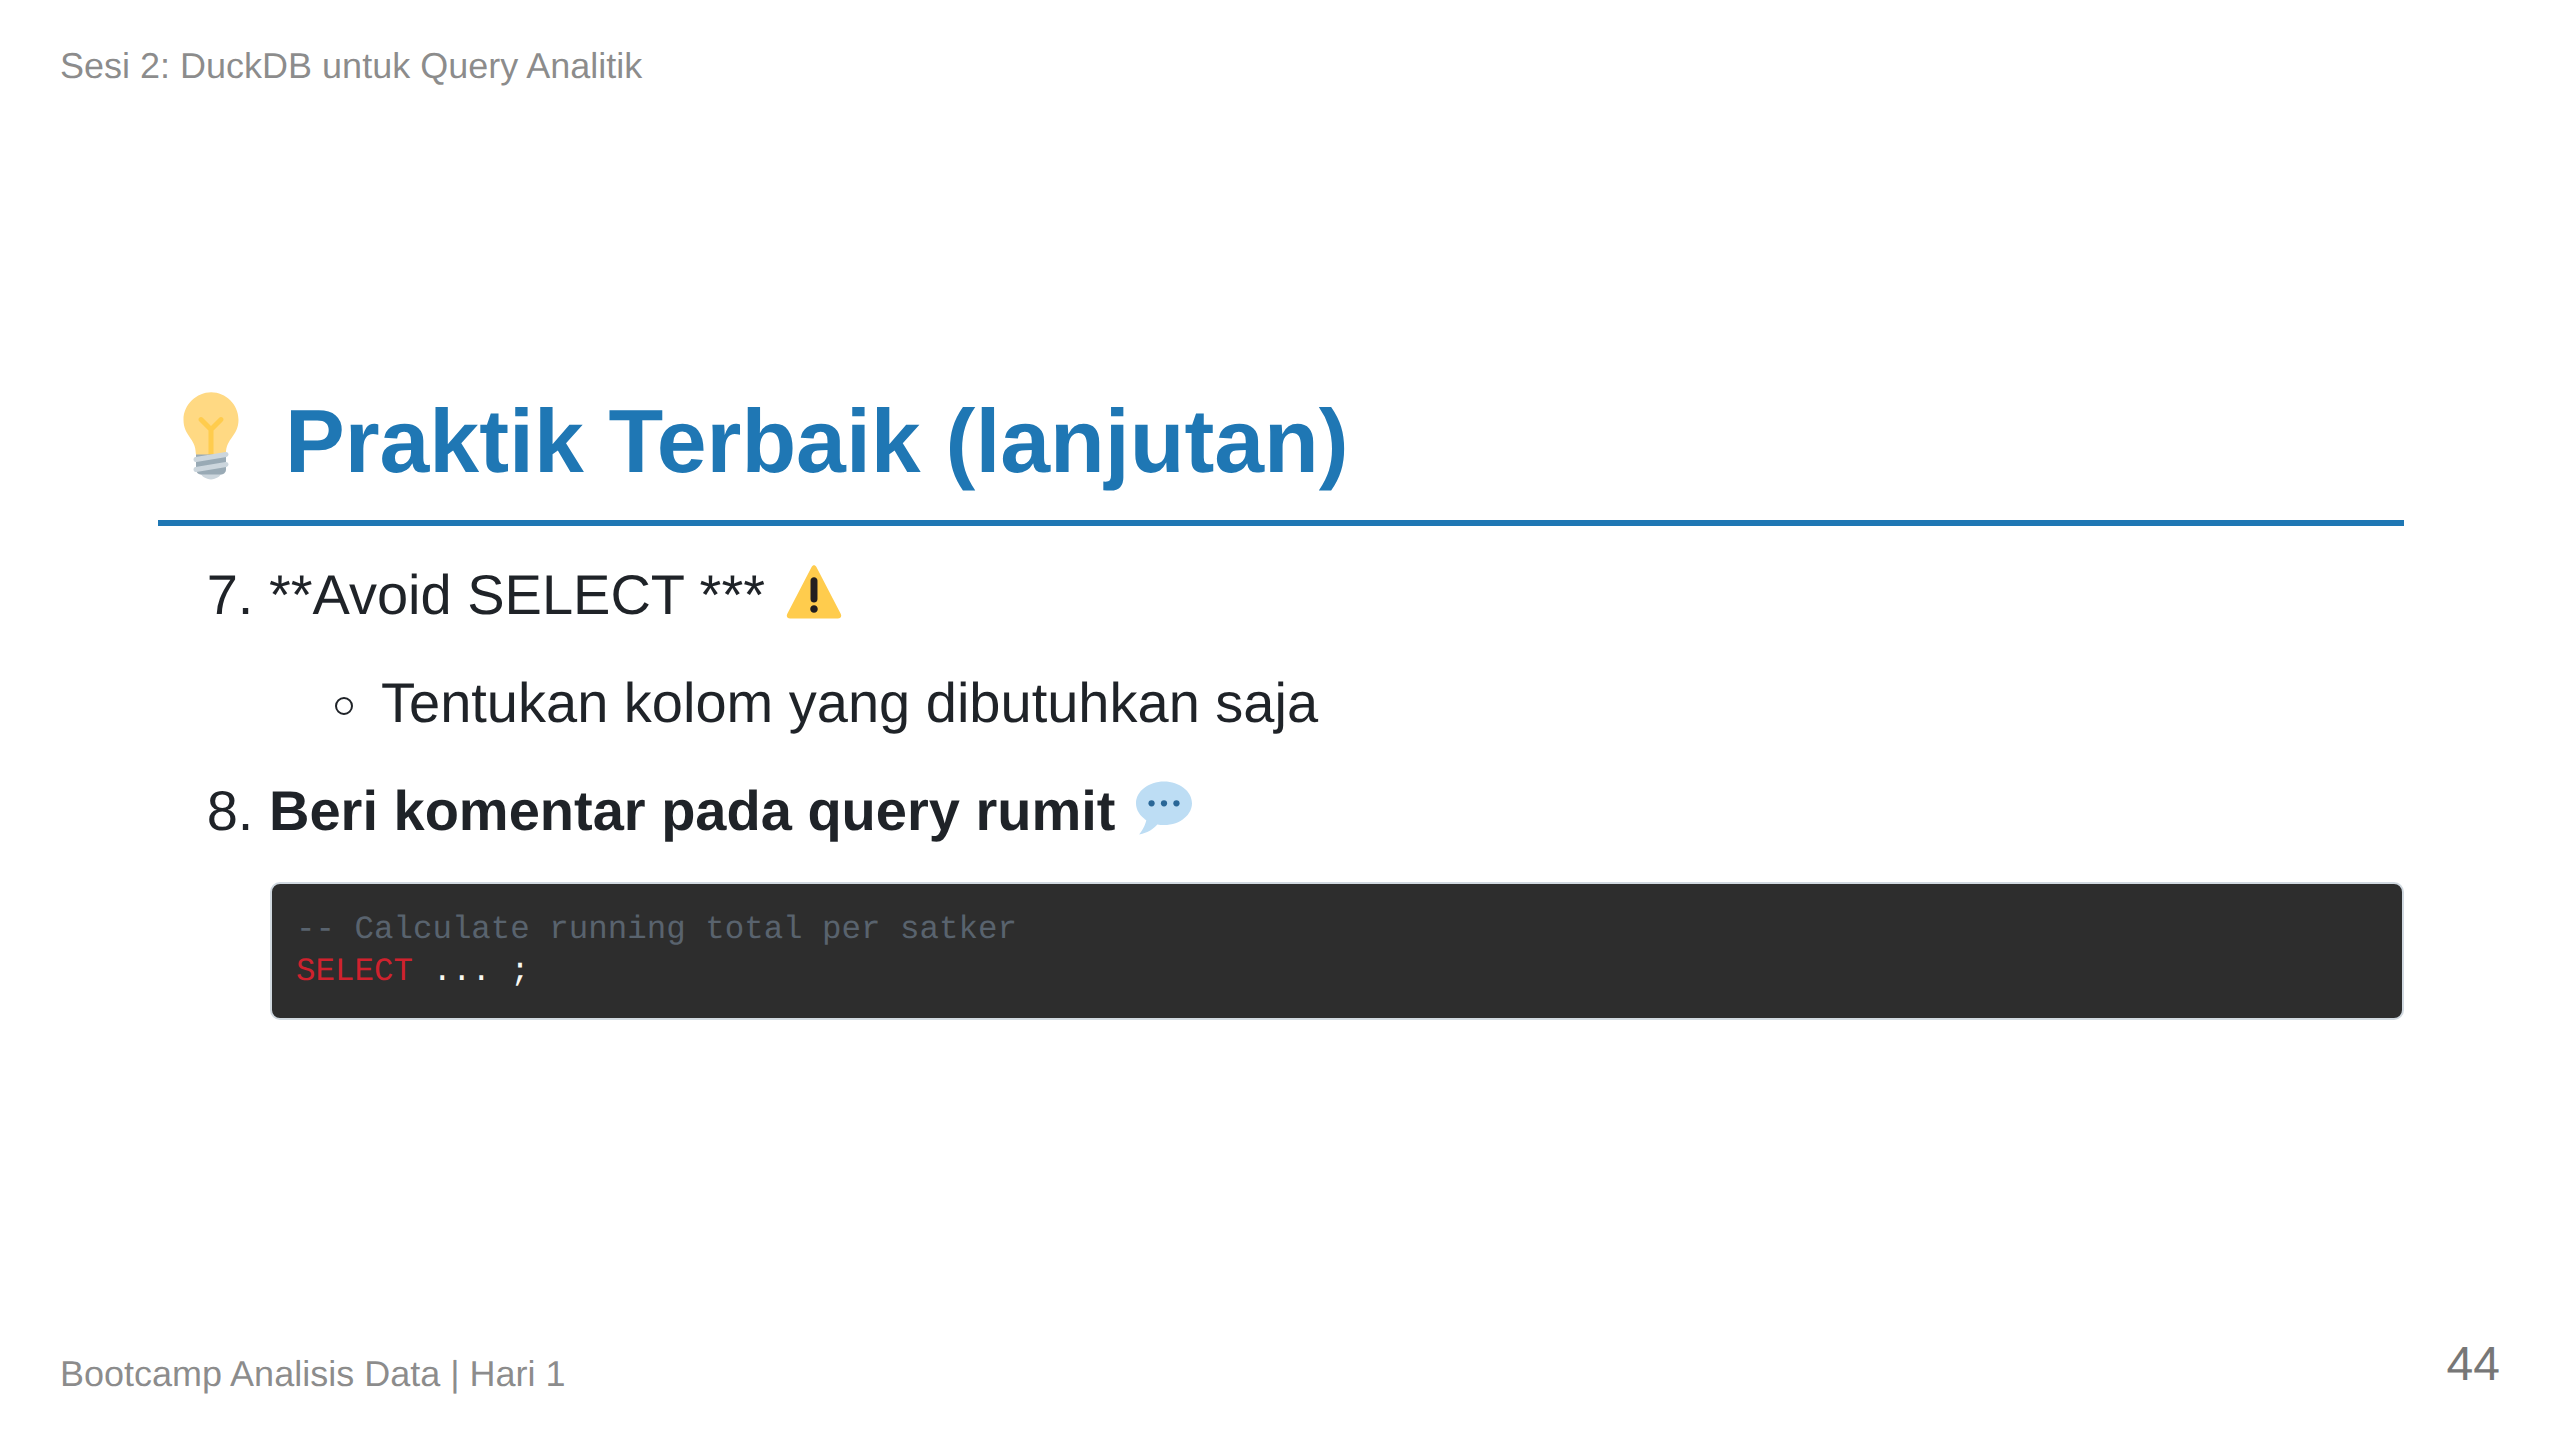 Sesi 2: DuckDB untuk Query Analitik
💡 Praktik Terbaik (lanjutan)
7. **Avoid SELECT *** ⚠️
○ Tentukan kolom yang dibutuhkan saja
8. Beri komentar pada query rumit 💬
-- Calculate running total per satker
SELECT ... ;
Bootcamp Analisis Data | Hari 1
44